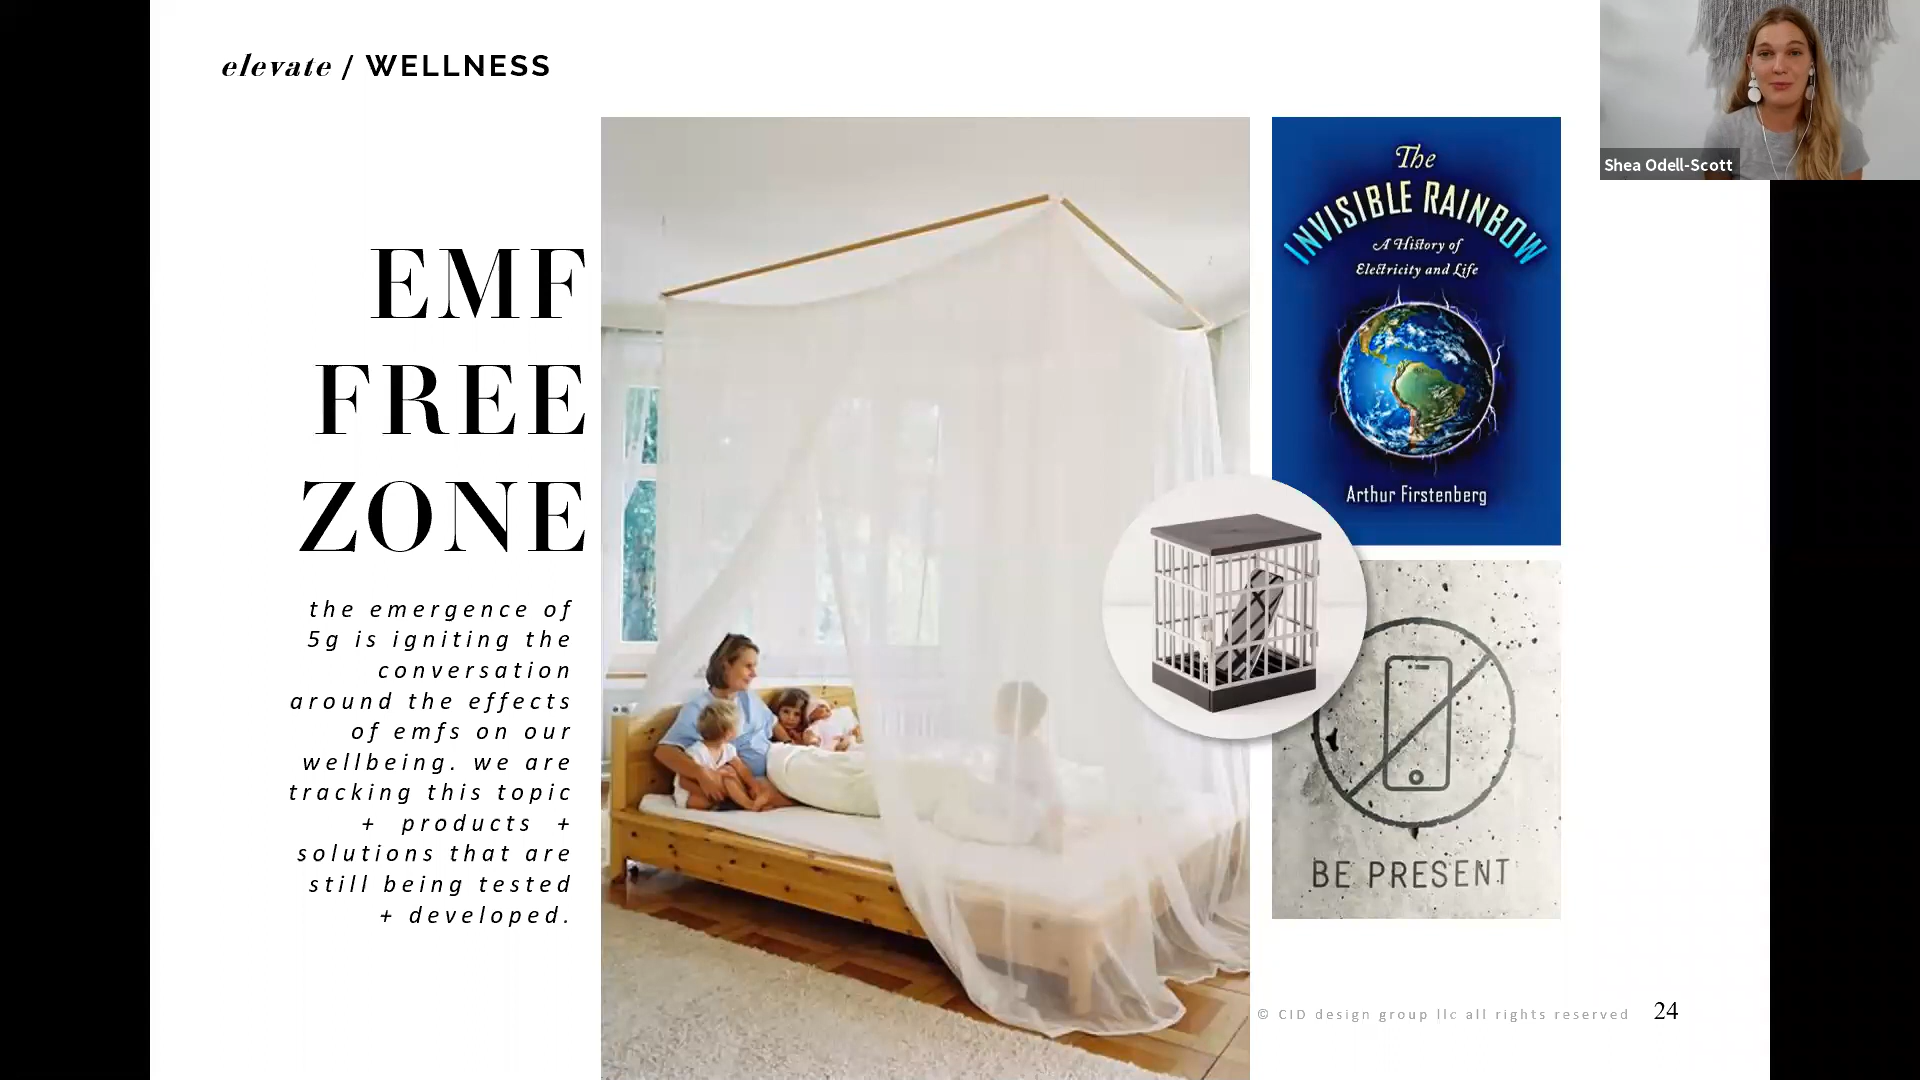 elevate / WELLNESS
EMF
FREE
ZONE
the emergence of
5g is igniting the
conversation
around the effects
of emfs on our
wellbeing. we are
tracking this topic
+ products +
solutions that are
still being tested
+ developed.
The
INVISIBLE RAINBOW
A History of
Electricity and Life
Arthur Firstenberg
BE PRESENT
Shea Odell-Scott
© CID design group llc all rights reserved
24